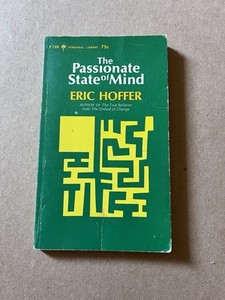 P 128 PERENNIAL LIBRARY 75c
The
Passionate
State of Mind
ERIC HOFFER
AUTHOR OF The True Believer
AND The Ordeal of Change